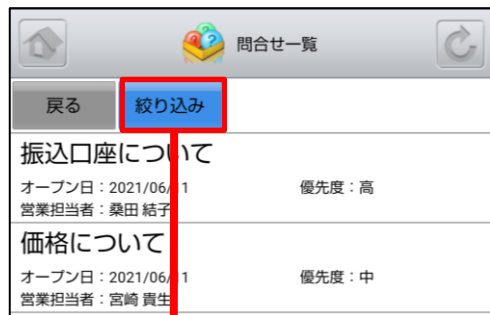 問合せ一覧
戻る 絞り込み
振込口座について
オープン日：2021/06/11 優先度：高
営業担当者：桑田 結子
価格について
オープン日：2021/06/11 優先度：中
営業担当者：宮崎 貴生